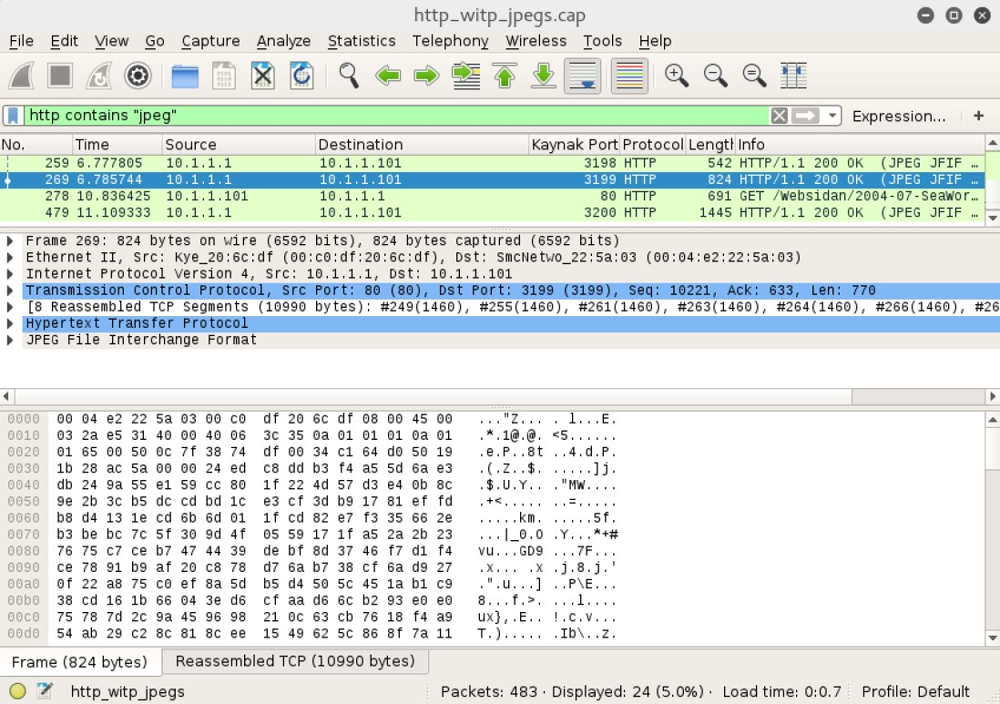 http_witp_jpegs.cap
File Edit View Go Capture Analyze Statistics Telephony Wireless Tools Help
http contains "jpeg" Expression... +
No. Time Source Destination Kaynak Port Protocol Length Info
259 6.777805 10.1.1.1 10.1.1.101 3198 HTTP 542 HTTP/1.1 200 OK (JPEG JFIF …
269 6.785744 10.1.1.1 10.1.1.101 3199 HTTP 824 HTTP/1.1 200 OK (JPEG JFIF …
278 10.836425 10.1.1.101 10.1.1.1 80 HTTP 691 GET /Websidan/2004-07-SeaWor…
479 11.109333 10.1.1.1 10.1.1.101 3200 HTTP 1445 HTTP/1.1 200 OK (JPEG JFIF …
Frame 269: 824 bytes on wire (6592 bits), 824 bytes captured (6592 bits)
Ethernet II, Src: Kye_20:6c:df (00:c0:df:20:6c:df), Dst: SmcNetwo_22:5a:03 (00:04:e2:22:5a:03)
Internet Protocol Version 4, Src: 10.1.1.1, Dst: 10.1.1.101
Transmission Control Protocol, Src Port: 80 (80), Dst Port: 3199 (3199), Seq: 10221, Ack: 633, Len: 770
[8 Reassembled TCP Segments (10990 bytes): #249(1460), #255(1460), #261(1460), #263(1460), #264(1460), #266(1460), #26
Hypertext Transfer Protocol
JPEG File Interchange Format
0000 00 04 e2 22 5a 03 00 c0 df 20 6c df 08 00 45 00 ..."Z... . l...E.
0010 03 2a e5 31 40 00 40 06 3c 35 0a 01 01 01 0a 01 .*.1@.@. <5......
0020 01 65 00 50 0c 7f 38 74 df 00 34 c1 64 d0 50 19 .e.P..8t ..4.d.P.
0030 1b 28 ac 5a 00 00 24 ed c8 dd b3 f4 a5 5d 6a e3 .(.Z..$. .....]j.
0040 db 24 9a 55 e1 59 cc 80 1f 22 4d 57 d3 e4 0b 8c .$.U.Y.. ."MW....
0050 9e 2b 3c b5 dc cd bd 1c e3 cf 3d b9 17 81 ef fd .+<..... ..=.....
0060 b8 d4 13 1e cd 6b 6d 01 1f cd 82 e7 f3 35 66 2e .....km. .....5f.
0070 b3 be bc 7c 5f 30 9d 4f 05 59 17 1f a5 2a 2b 23 ...|_0.O .Y...*+#
0080 76 75 c7 ce b7 47 44 39 de bf 8d 37 46 f7 d1 f4 vu...GD9 ...7F...
0090 ce 78 91 b9 af 20 c8 78 d7 6a b7 38 cf 6a d9 27 .x... .x .j.8.j.'
00a0 0f 22 a8 75 c0 ef 8a 5d b5 d4 50 5c 45 1a b1 c9 .".u...] ..P\E...
00b0 38 cd 16 1b 66 04 3e d6 cf aa d6 6c b2 93 e0 e0 8...f.>. ...l....
00c0 75 78 7d 2c 9a 45 96 98 21 0c 63 cb 76 18 f4 a9 ux},.E.. !.c.v...
00d0 54 ab 29 c2 8c 81 8c ee 15 49 62 5c 86 8f 7a 11 T.)..... .Ib\..z.
Frame (824 bytes) Reassembled TCP (10990 bytes)
http_witp_jpegs Packets: 483 · Displayed: 24 (5.0%) · Load time: 0:0.7 Profile: Default